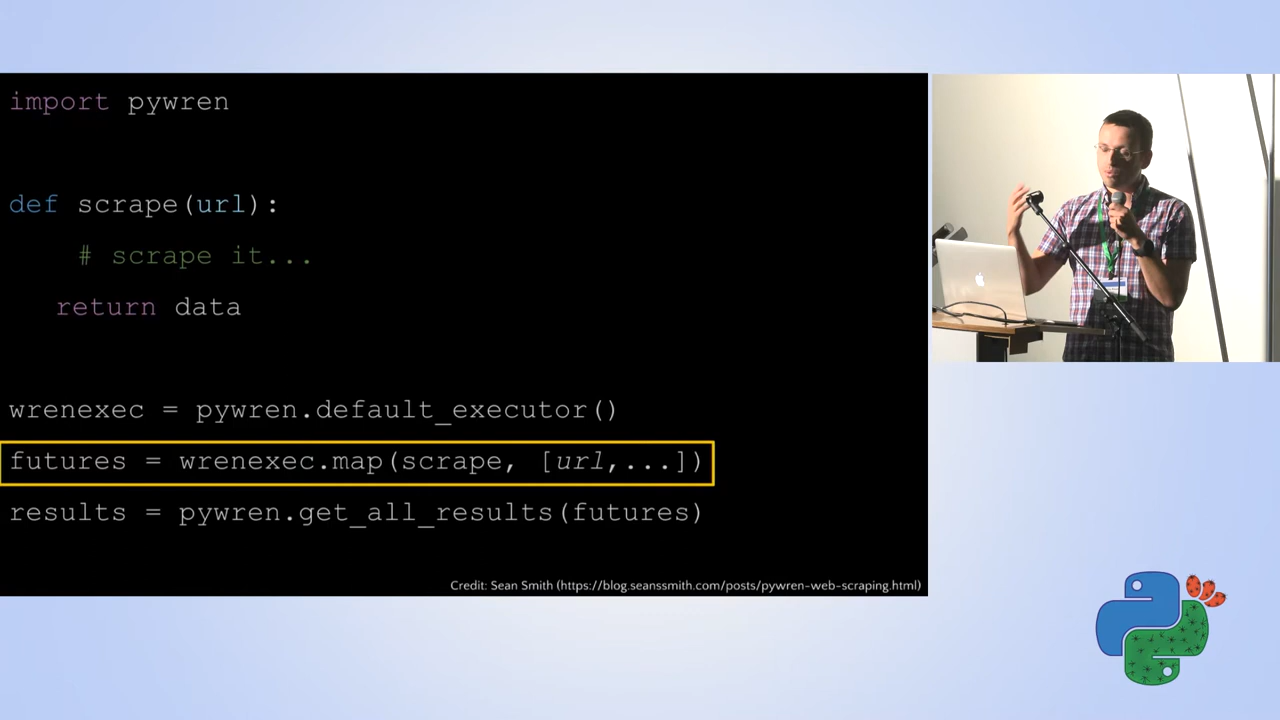 import pywren
def scrape(url):
# scrape it...
return data
wrenexec = pywren.default_executor()
futures = wrenexec.map(scrape, [url,...])
results = pywren.get_all_results(futures)
Credit: Sean Smith (https://blog.seanssmith.com/posts/pywren-web-scraping.html)